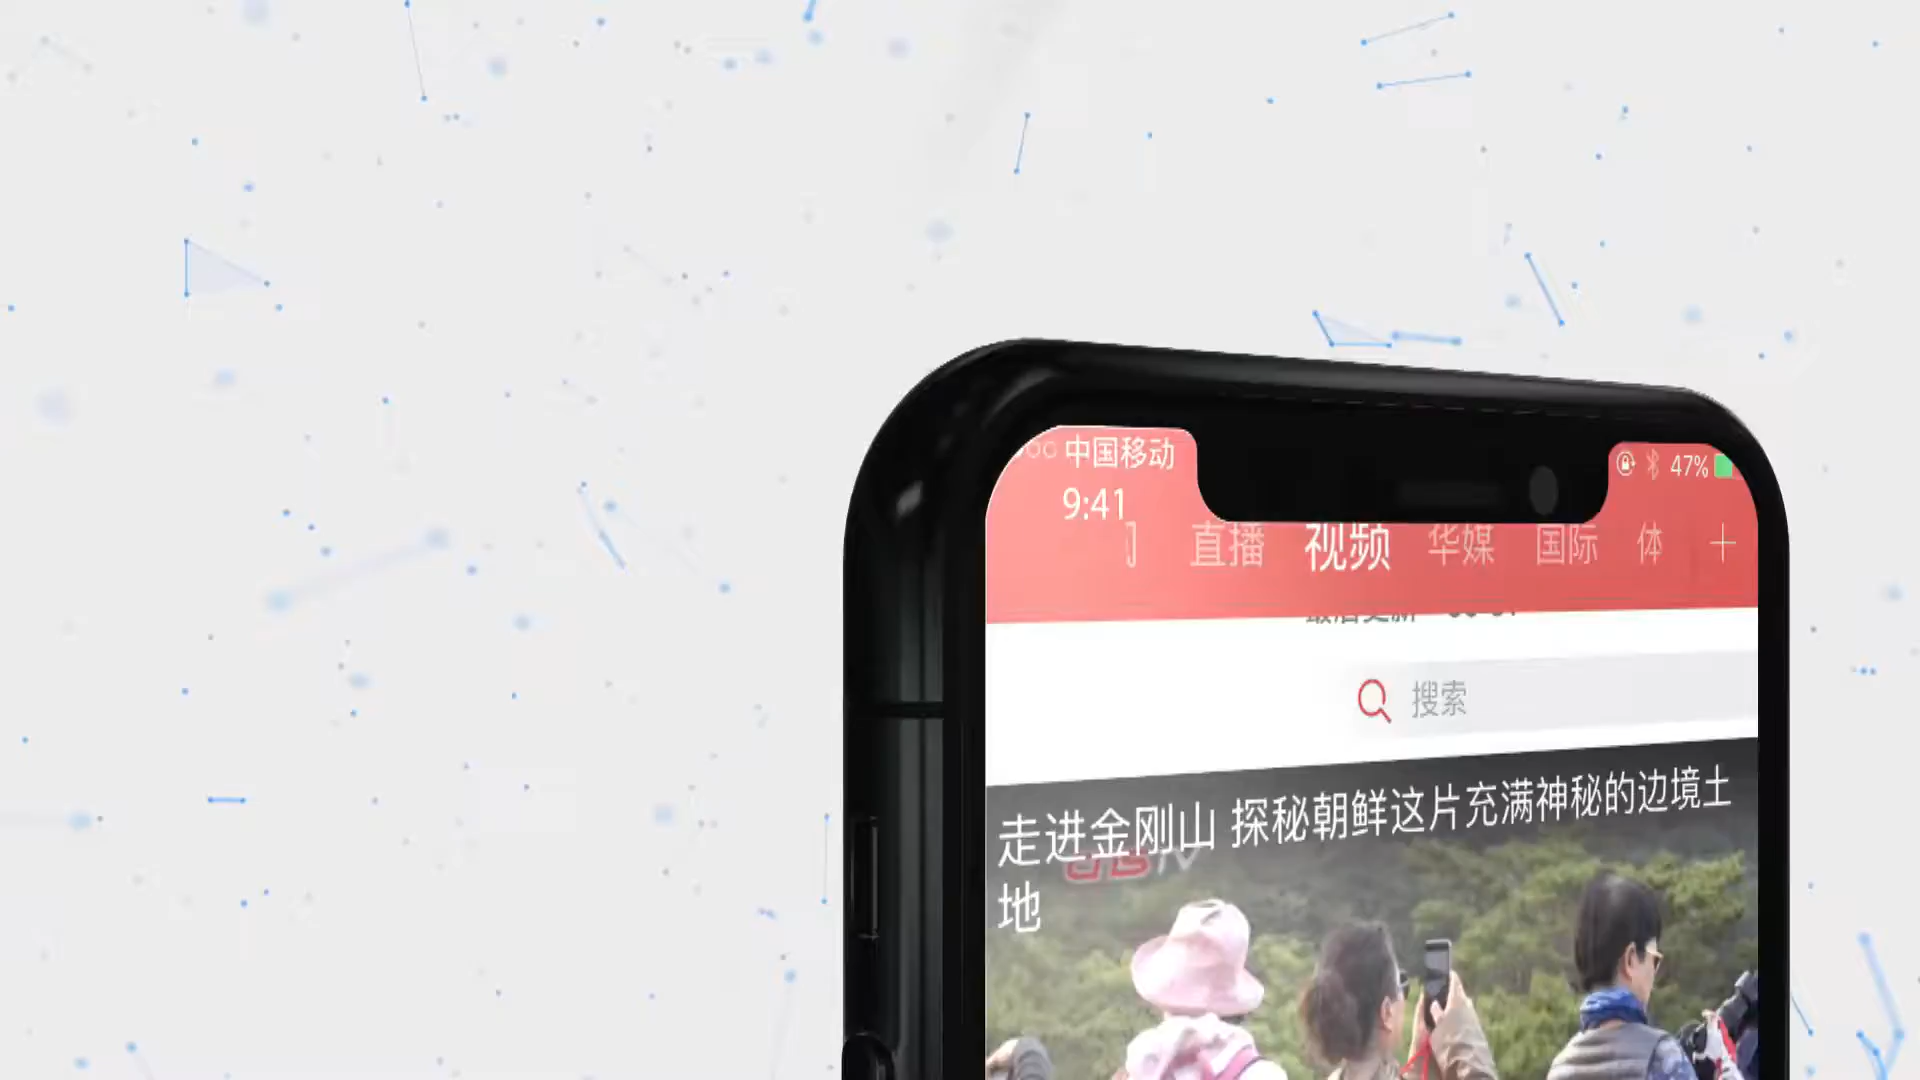 中国移动
47%
9:41
直播 视频 华媒 国际 体 +
搜索
走进金刚山 探秘朝鲜这片充满神秘的边境土
地